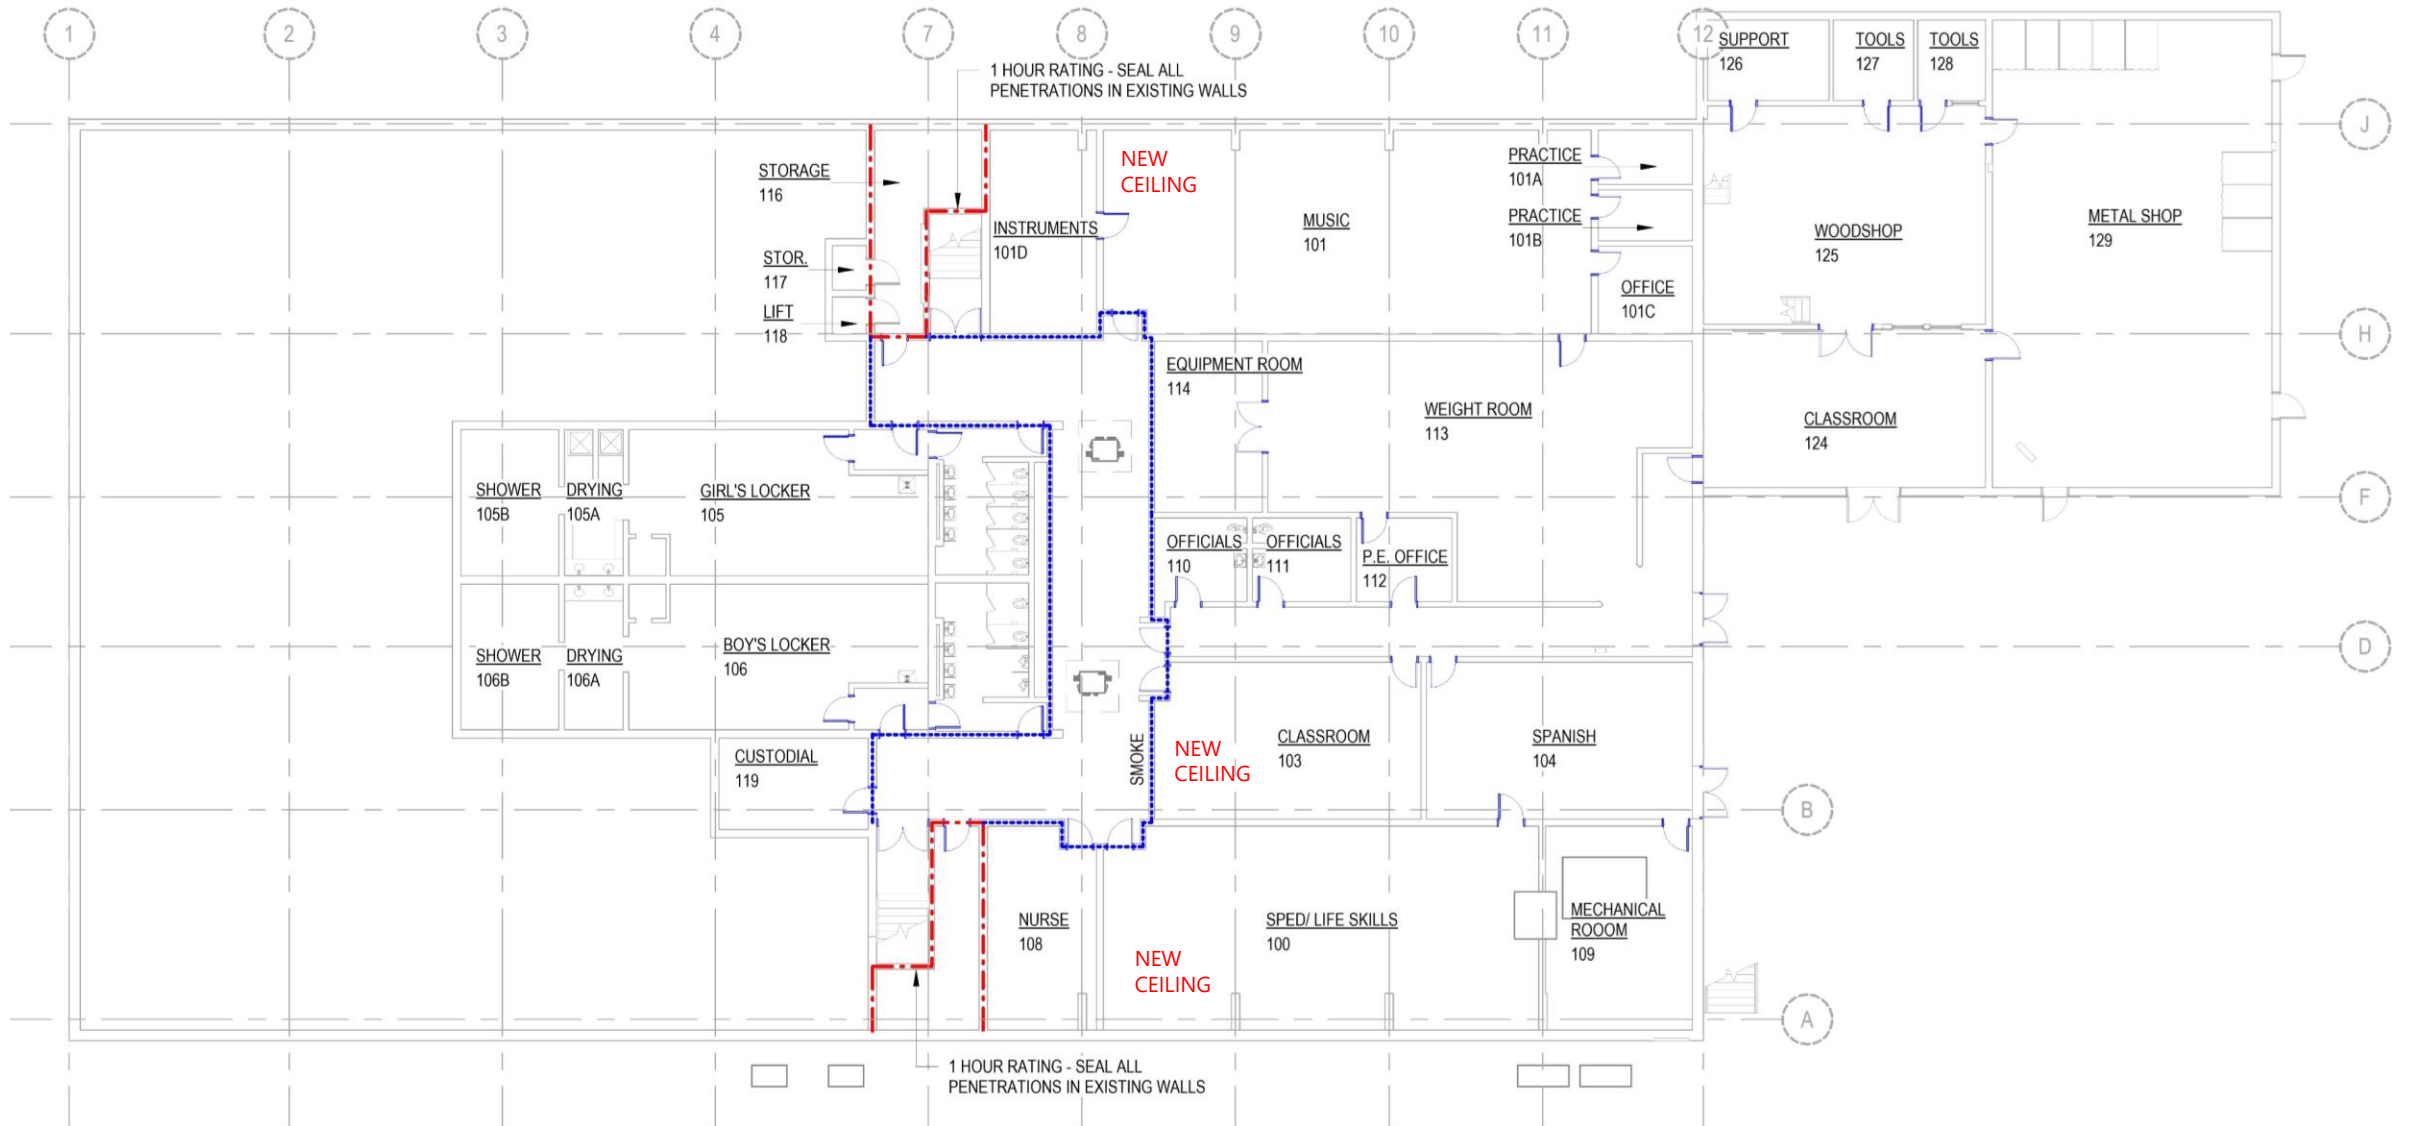 1
2
3
4
7
8
9
10
11
12
J
H
F
D
B
A
1 HOUR RATING - SEAL ALL
PENETRATIONS IN EXISTING WALLS
SUPPORT
126
TOOLS
127
TOOLS
128
STORAGE
116
STOR.
117
LIFT
118
INSTRUMENTS
101D
NEW
CEILING
MUSIC
101
PRACTICE
101A
PRACTICE
101B
OFFICE
101C
WOODSHOP
125
METAL SHOP
129
EQUIPMENT ROOM
114
WEIGHT ROOM
113
CLASSROOM
124
SHOWER
105B
DRYING
105A
GIRL'S LOCKER
105
OFFICIALS
110
OFFICIALS
111
P.E. OFFICE
112
SHOWER
106B
DRYING
106A
BOY'S LOCKER
106
CUSTODIAL
119
SMOKE
NEW
CEILING
CLASSROOM
103
SPANISH
104
NURSE
108
NEW
CEILING
SPED/ LIFE SKILLS
100
MECHANICAL
ROOOM
109
1 HOUR RATING - SEAL ALL
PENETRATIONS IN EXISTING WALLS